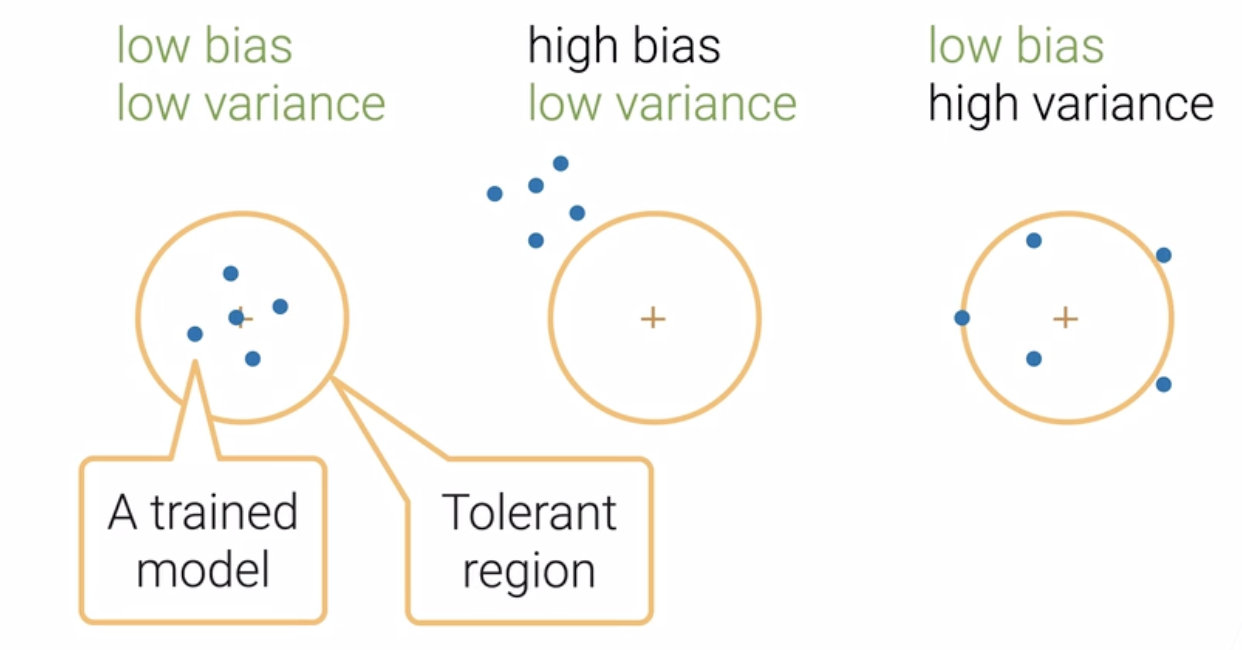 low bias
low variance
high bias
low variance
low bias
high variance
A trained
model
Tolerant
region